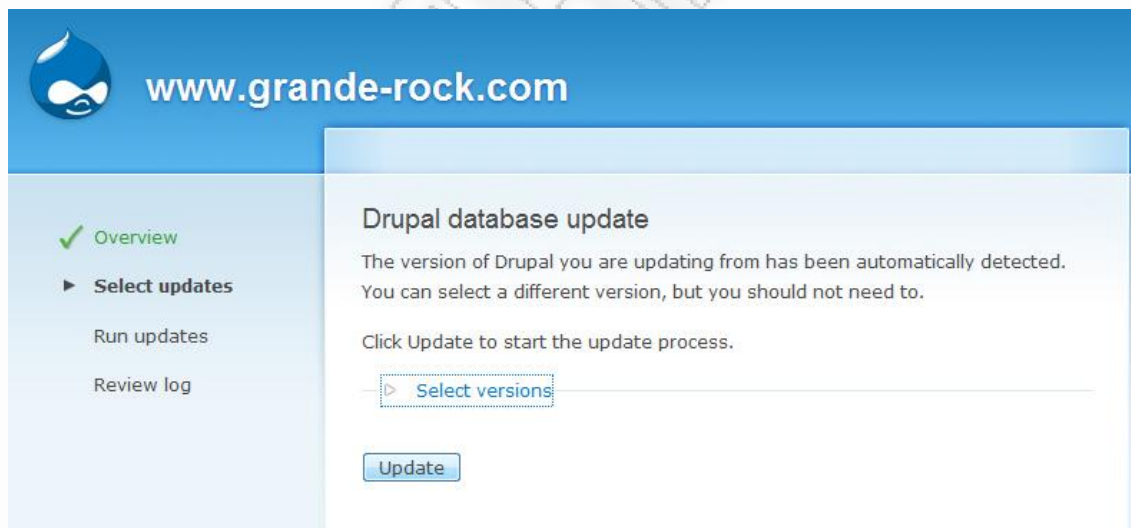 www.grande-rock.com
Overview
Select updates
Run updates
Review log
Drupal database update
The version of Drupal you are updating from has been automatically detected.
You can select a different version, but you should not need to.
Click Update to start the update process.
Select versions
Update